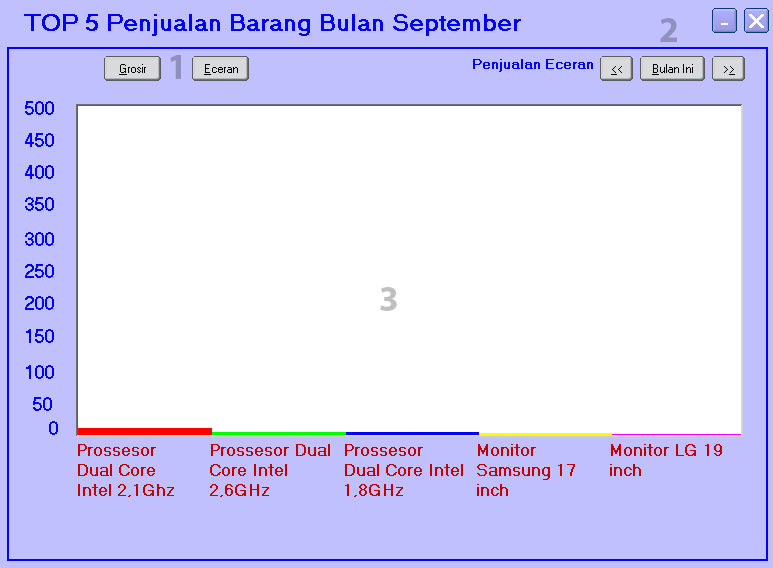 TOP 5 Penjualan Barang Bulan September
2
-
X
Grosir
1
Eceran
Penjualan Eceran
<<
Bulan Ini
>>
500
450
400
350
300
250
200
150
100
50
0
3
Prossesor
Dual Core
Intel 2,1Ghz
Prossesor Dual
Core Intel
2,6GHz
Prossesor
Dual Core Intel
1,8GHz
Monitor
Samsung 17
inch
Monitor LG 19
inch